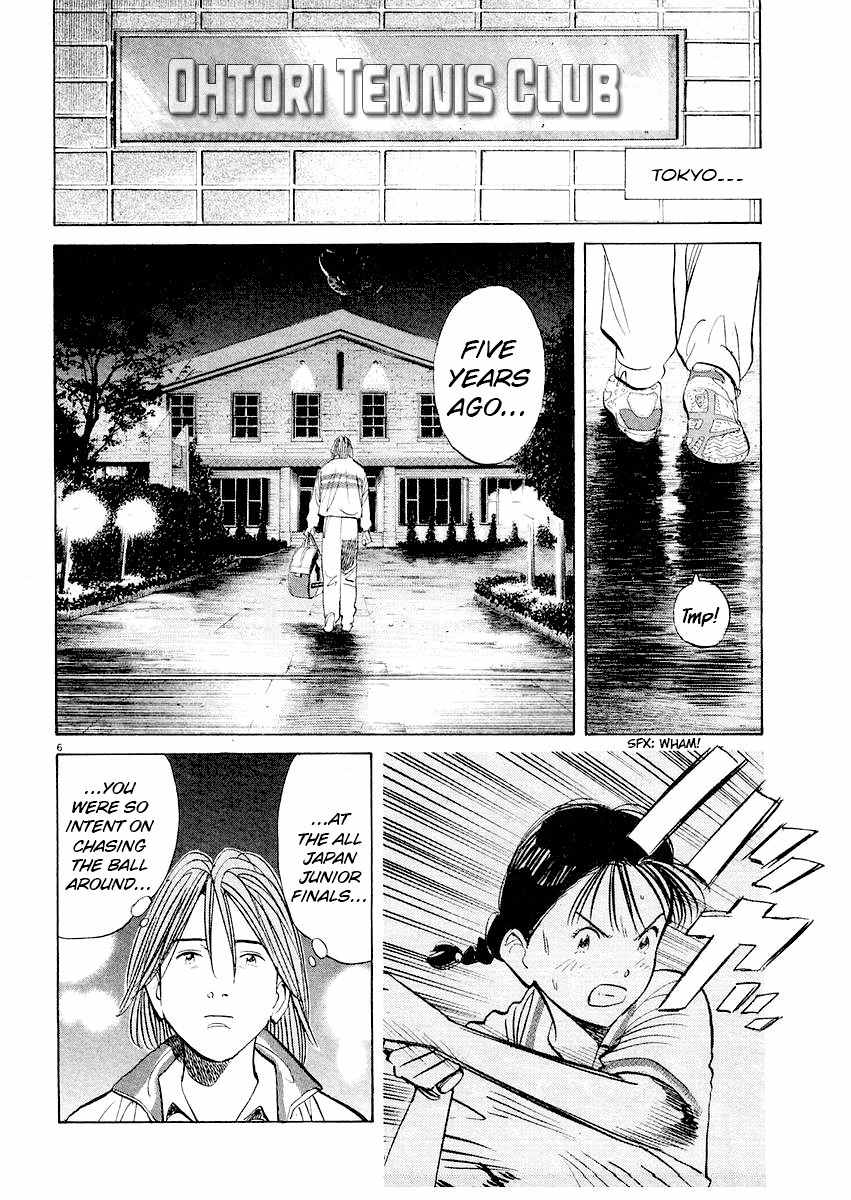 OHTORI TENNIS CLUB
TOKYO---
Tmp!
FIVE
YEARS
AGO...
6
SFX: WHAM!
...AT
THE ALL
JAPAN
JUNIOR
FINALS...
...YOU
WERE SO
INTENT ON
CHASING
THE BALL
AROUND...